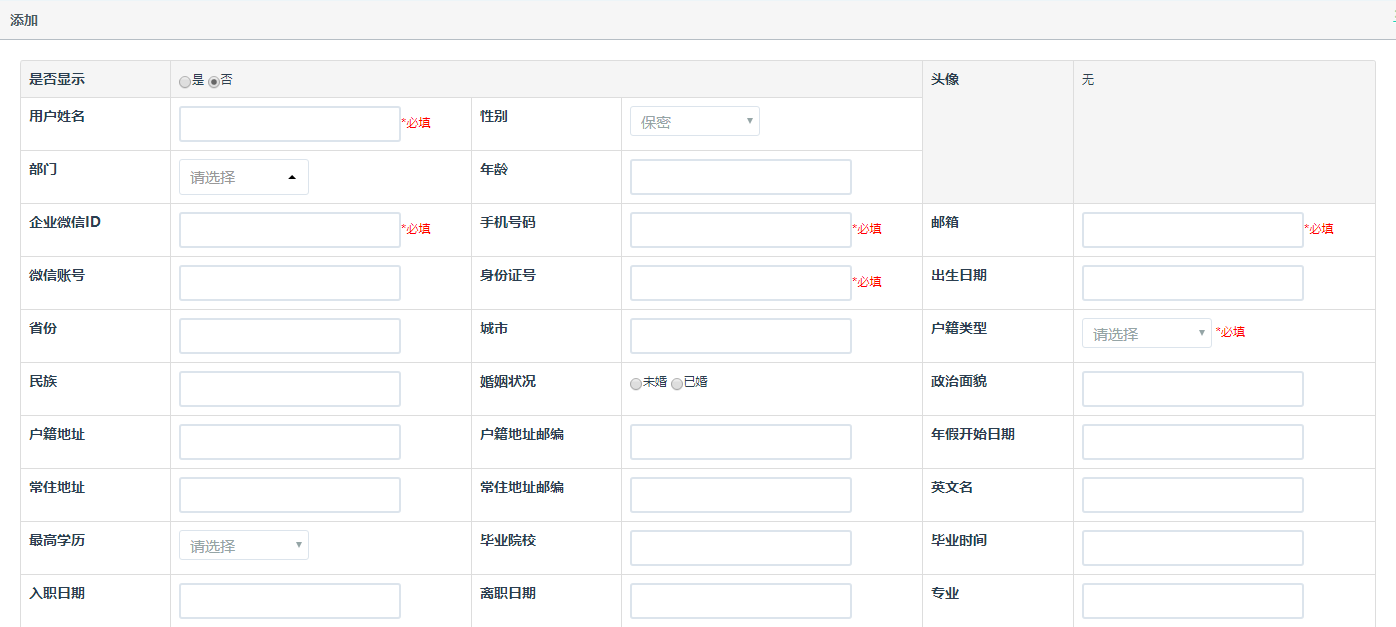 添加
是否显示 是 否 头像 无
用户姓名 *必填 性别 保密
部门 请选择 年龄
企业微信ID *必填 手机号码 *必填 邮箱 *必填
微信账号 身份证号 *必填 出生日期
省份 城市 户籍类型 请选择 *必填
民族 婚姻状况 未婚 已婚 政治面貌
户籍地址 户籍地址邮编 年假开始日期
常住地址 常住地址邮编 英文名
最高学历 请选择 毕业院校 毕业时间
入职日期 离职日期 专业